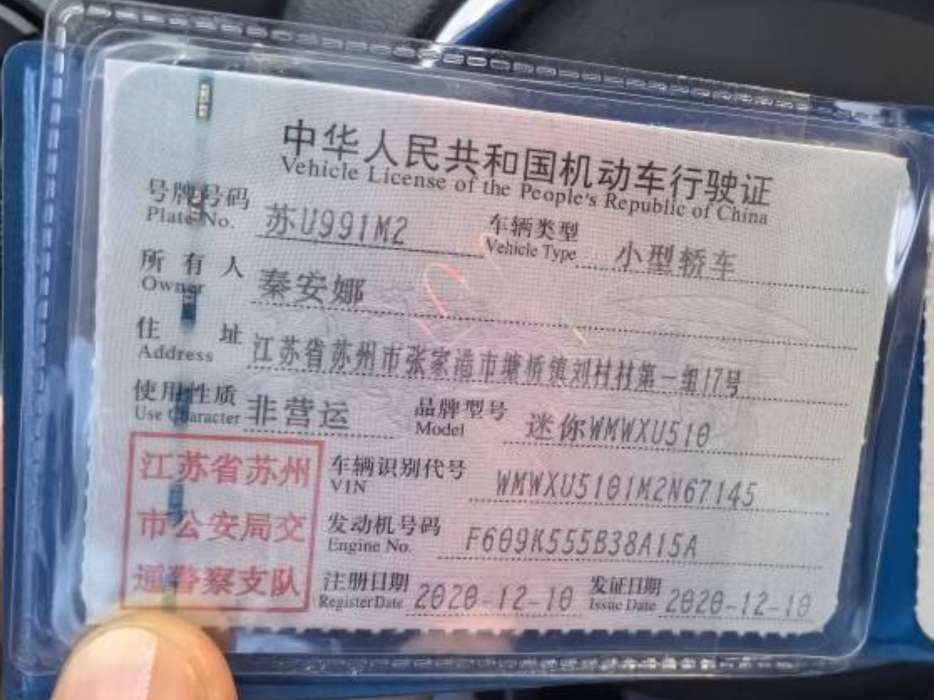 中华人民共和国机动车行驶证
Vehicle License of the People's Republic of China
号牌号码 苏U991M2 车辆类型 小型轿车
Plate No. Vehicle Type
所有人 秦安娜
Owner
住址 江苏省苏州市张家港市塘桥镇刘村村第一组17号
Address
使用性质 非营运 品牌型号 迷你WMWXU510
Use Character Model
江苏省苏州
市公安局交
通警察支队
车辆识别代号 WMWXU5101M2N67145
VIN
发动机号码 F609K555B38A15A
Engine No.
注册日期 2020-12-10 发证日期 2020-12-10
Register Date Issue Date